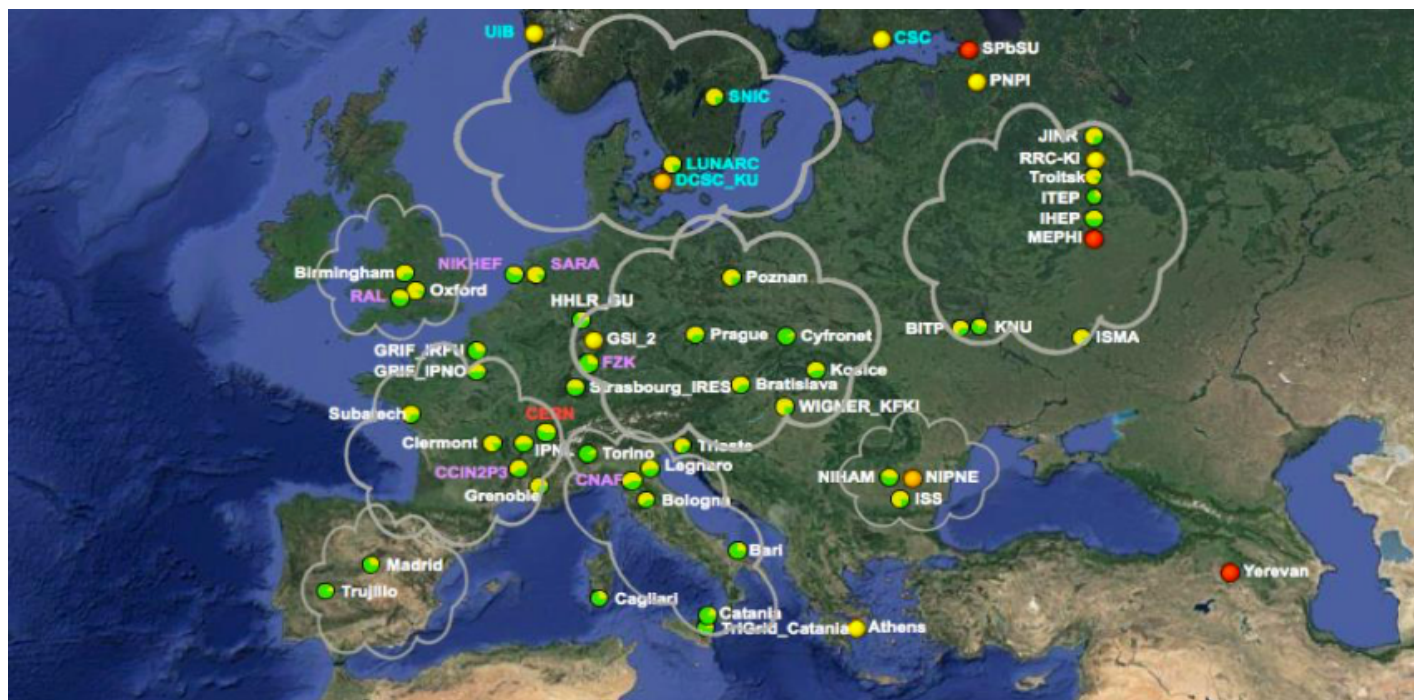 UiB
CSC
SPbSU
PNPI
SNIC
JINR
RRC-KI
LUNARC
Troitsk
DCSC_KU
ITEP
IHEP
MEPHI
NIKHEF
SARA
Birmingham
Poznan
RAL
Oxford
HHLR_GU
BITP
KNU
GSI_2
Prague
Cyfronet
ISMA
GRIF_IRFU
FZK
GRIF_IPNO
Kosice
Strasbourg_IRES
Bratislava
WIGNER_KFKI
Subatech
CERN
Clermont
IPNL
Torino
Trieste
CCIN2P3
Legnaro
CNAF
NIHAM
NIPNE
Grenoble
Bologna
ISS
Bari
Madrid
Yerevan
Trujillo
Cagliari
Catania
TriGrid_Catania
Athens